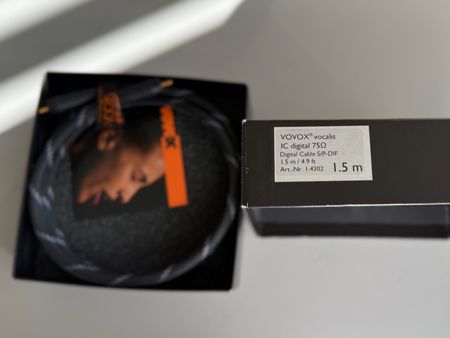 VOVOX® vocalis
IC digital 75Ω
Digital Cable S/P-DIF
1.5 m / 4.9 ft
Art.-Nr. 1.4302 1.5 m